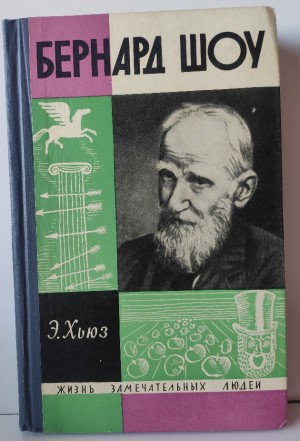 БЕРНАРД ШОУ
Э. Хьюз
ЖИЗНЬ ЗАМЕЧАТЕЛЬНЫХ ЛЮДЕЙ